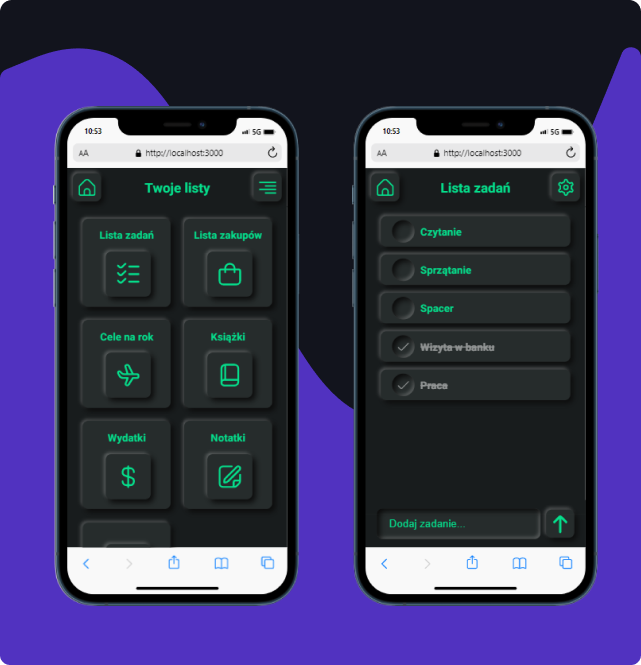 10:53
5G
AA
http://localhost:3000
Twoje listy
Lista zadań
Lista zakupów
Cele na rok
Książki
Wydatki
Notatki
10:53
5G
AA
http://localhost:3000
Lista zadań
Czytanie
Sprzątanie
Spacer
Wizyta w banku
Praca
Dodaj zadanie...